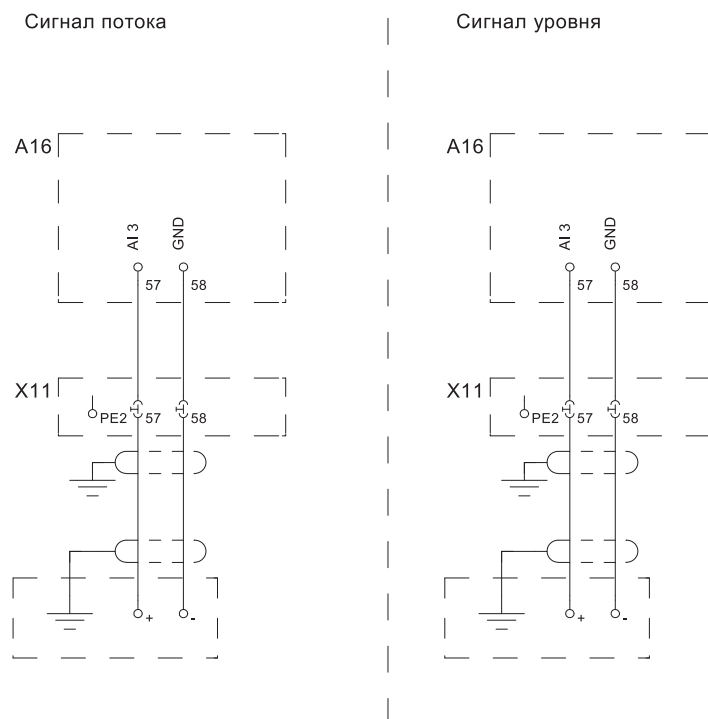 Сигнал потока
A16
AI 3
GND
57
58
X11
PE2
57
58
+
-
Сигнал уровня
A16
AI 3
GND
57
58
X11
PE2
57
58
+
-